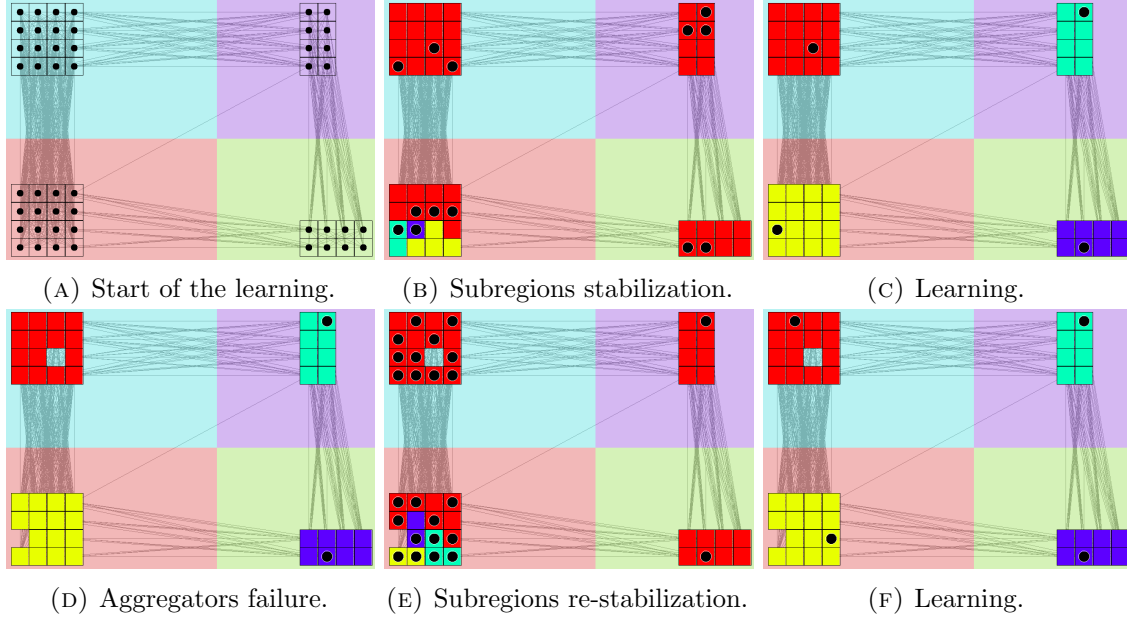 (A) Start of the learning.
(B) Subregions stabilization.
(C) Learning.
(D) Aggregators failure.
(E) Subregions re-stabilization.
(F) Learning.